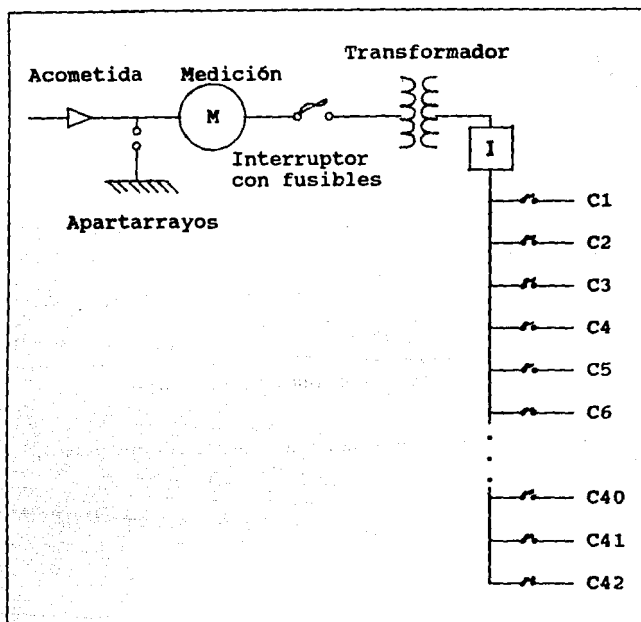 Transformador
Acometida
Medición
M
Interruptor
con fusibles
Apartarrayos
I
C1
C2
C3
C4
C5
C6
C40
C41
C42